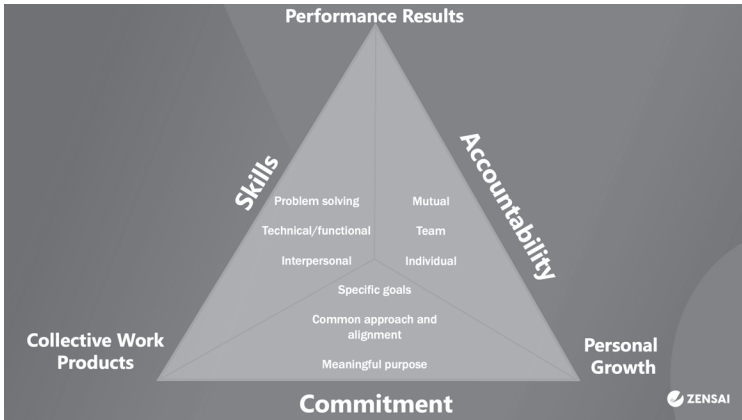 Performance Results
Skills
Accountability
Problem solving
Technical/functional
Interpersonal
Mutual
Team
Individual
Specific goals
Common approach and
alignment
Meaningful purpose
Collective Work
Products
Personal
Growth
Commitment
ZENSAI